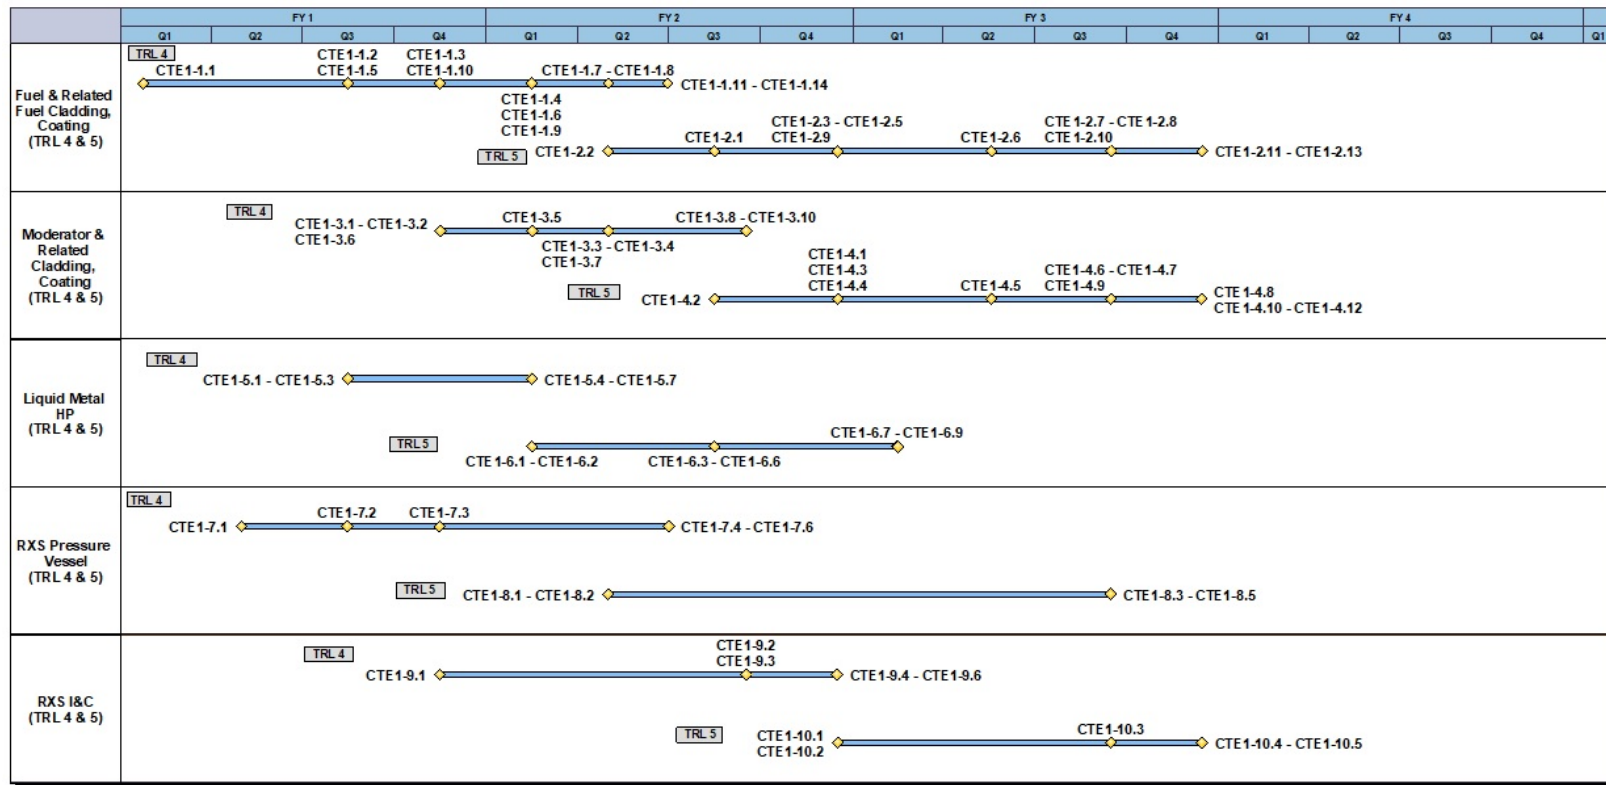 FY 1 FY 2 FY 3 FY 4
Q1 Q2 Q3 Q4 Q1 Q2 Q3 Q4 Q1 Q2 Q3 Q4 Q1 Q2 Q3 Q4 Q1
Fuel & Related
Fuel Cladding,
Coating
(TRL 4 & 5)
TRL 4
CTE1-1.1
CTE1-1.2
CTE1-1.5
CTE1-1.3
CTE1-1.10
CTE1-1.4
CTE1-1.6
CTE1-1.9
CTE1-1.7 - CTE1-1.8
CTE1-1.11 - CTE1-1.14
TRL 5
CTE1-2.2
CTE1-2.1
CTE1-2.3 - CTE1-2.5
CTE1-2.9
CTE1-2.6
CTE1-2.7 - CTE1-2.8
CTE1-2.10
CTE1-2.11 - CTE1-2.13
Moderator &
Related
Cladding,
Coating
(TRL 4 & 5)
TRL 4
CTE1-3.1 - CTE1-3.2
CTE1-3.6
CTE1-3.5
CTE1-3.3 - CTE1-3.4
CTE1-3.7
CTE1-3.8 - CTE1-3.10
TRL 5
CTE1-4.2
CTE1-4.1
CTE1-4.3
CTE1-4.4
CTE1-4.5
CTE1-4.6 - CTE1-4.7
CTE1-4.9
CTE1-4.8
CTE1-4.10 - CTE1-4.12
Liquid Metal
HP
(TRL 4 & 5)
TRL 4
CTE1-5.1 - CTE1-5.3
CTE1-5.4 - CTE1-5.7
TRL 5
CTE1-6.1 - CTE1-6.2
CTE1-6.3 - CTE1-6.6
CTE1-6.7 - CTE1-6.9
RXS Pressure
Vessel
(TRL 4 & 5)
TRL 4
CTE1-7.1
CTE1-7.2
CTE1-7.3
CTE1-7.4 - CTE1-7.6
TRL 5
CTE1-8.1 - CTE1-8.2
CTE1-8.3 - CTE1-8.5
RXS I&C
(TRL 4 & 5)
TRL 4
CTE1-9.1
CTE1-9.2
CTE1-9.3
CTE1-9.4 - CTE1-9.6
TRL 5
CTE1-10.1
CTE1-10.2
CTE1-10.3
CTE1-10.4 - CTE1-10.5